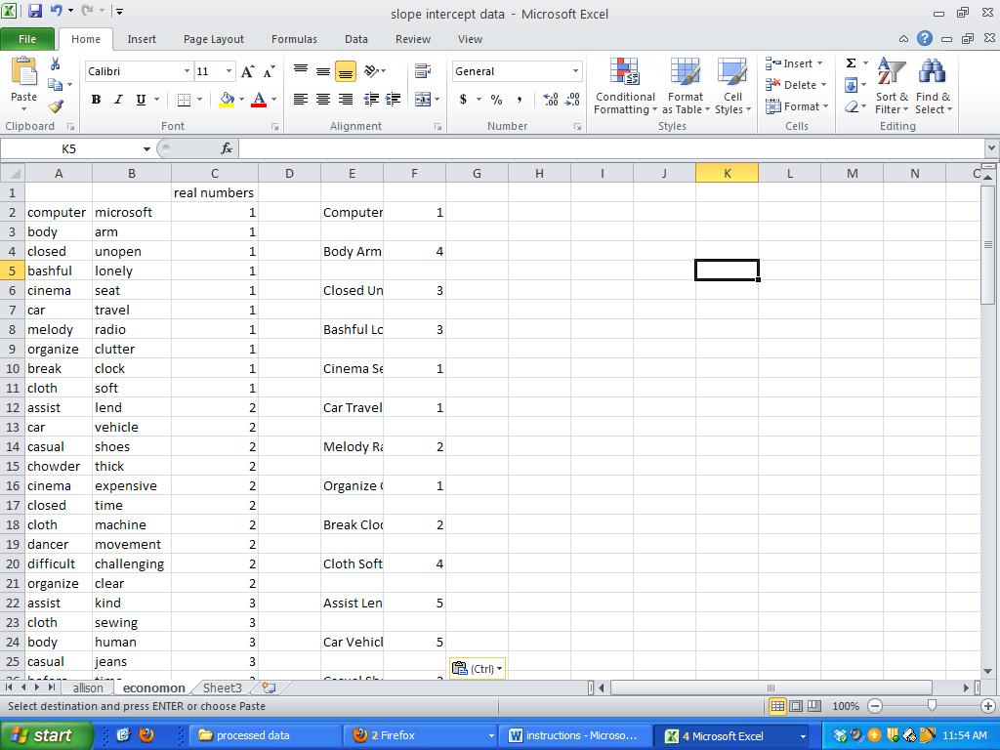 slope intercept data - Microsoft Excel
File Home Insert Page Layout Formulas Data Review View
Calibri 11 General Insert Σ
Paste B I U $ % , Conditional Formatting Format as Table Cell Styles Delete Sort & Filter Find & Select
Format
Clipboard Font Alignment Number Styles Cells Editing
K5 fx
A B C D E F G H I J K L M N O
1 real numbers
2 computer microsoft 1 Computer 1
3 body arm 1
4 closed unopen 1 Body Arm 4
5 bashful lonely 1
6 cinema seat 1 Closed Un 3
7 car travel 1
8 melody radio 1 Bashful Lo 3
9 organize clutter 1
10 break clock 1 Cinema Se 1
11 cloth soft 1
12 assist lend 2 Car Travel 1
13 car vehicle 2
14 casual shoes 2 Melody Ra 2
15 chowder thick 2
16 cinema expensive 2 Organize C 1
17 closed time 2
18 cloth machine 2 Break Cloc 2
19 dancer movement 2
20 difficult challenging 2 Cloth Soft 4
21 organize clear 2
22 assist kind 3 Assist Len 5
23 cloth sewing 3
24 body human 3 Car Vehicl 5
25 casual jeans 3
(Ctrl)
allison economon Sheet3
Select destination and press ENTER or choose Paste 100%
start processed data 2 Firefox instructions - Microso... 4 Microsoft Excel 11:54 AM